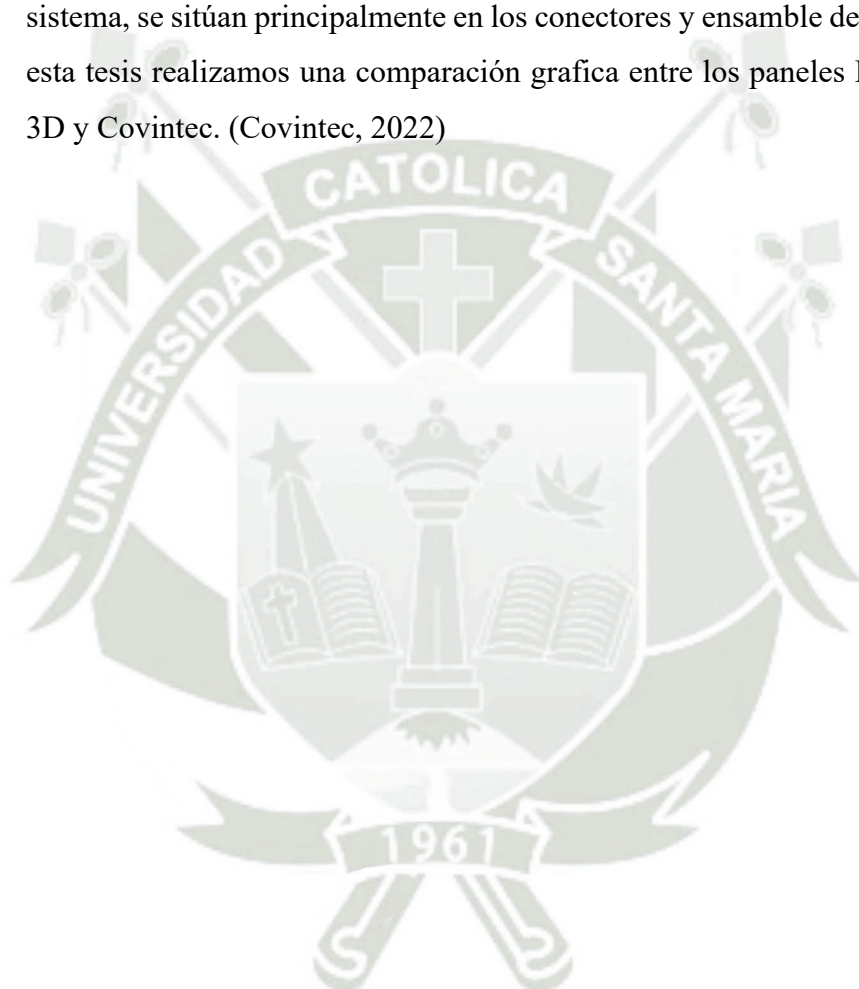 sistema, se sitúan principalmente en los conectores y ensamble de
esta tesis realizamos una comparación grafica entre los paneles
3D y Covintec. (Covintec, 2022)
CATOLICA
UNIVERSIDAD
SANTA MARIA
1961